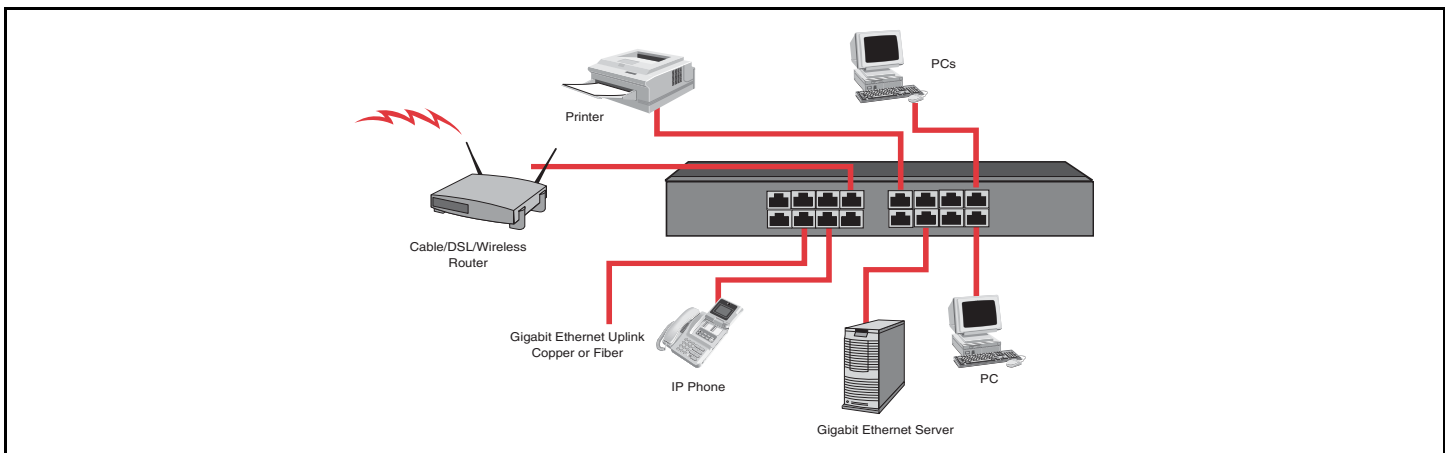 PCs
Printer
Cable/DSL/Wireless
Router
Gigabit Ethernet Uplink
Copper or Fiber
IP Phone
PC
Gigabit Ethernet Server